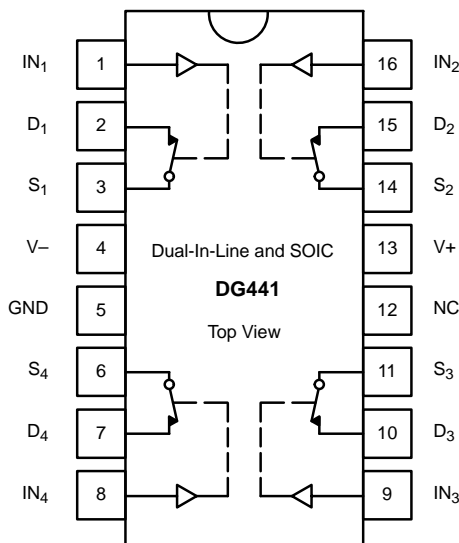 IN1 1 16 IN2
D1 2 15 D2
S1 3 14 S2
V– 4 Dual-In-Line and SOIC 13 V+
DG441
GND 5 12 NC
Top View
S4 6 11 S3
D4 7 10 D3
IN4 8 9 IN3